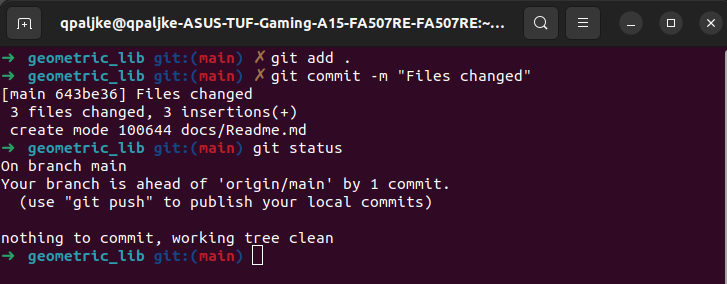 qpaljke@qpaljke-ASUS-TUF-Gaming-A15-FA507RE-FA507RE:~...
➜  geometric_lib git:(main) ✗ git add .
➜  geometric_lib git:(main) ✗ git commit -m "Files changed"
[main 643be36] Files changed
 3 files changed, 3 insertions(+)
 create mode 100644 docs/Readme.md
➜  geometric_lib git:(main) git status
On branch main
Your branch is ahead of 'origin/main' by 1 commit.
  (use "git push" to publish your local commits)

nothing to commit, working tree clean
➜  geometric_lib git:(main)